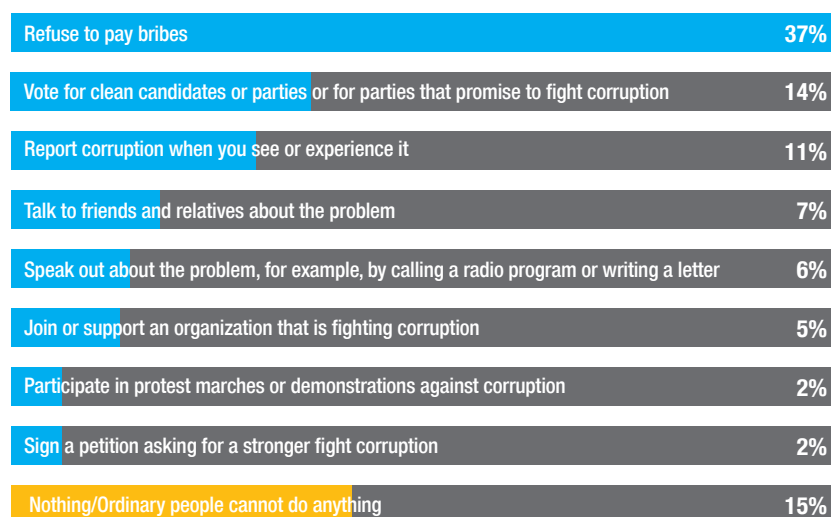 Refuse to pay bribes 37%
Vote for clean candidates or parties or for parties that promise to fight corruption 14%
Report corruption when you see or experience it 11%
Talk to friends and relatives about the problem 7%
Speak out about the problem, for example, by calling a radio program or writing a letter 6%
Join or support an organization that is fighting corruption 5%
Participate in protest marches or demonstrations against corruption 2%
Sign a petition asking for a stronger fight corruption 2%
Nothing/Ordinary people cannot do anything 15%